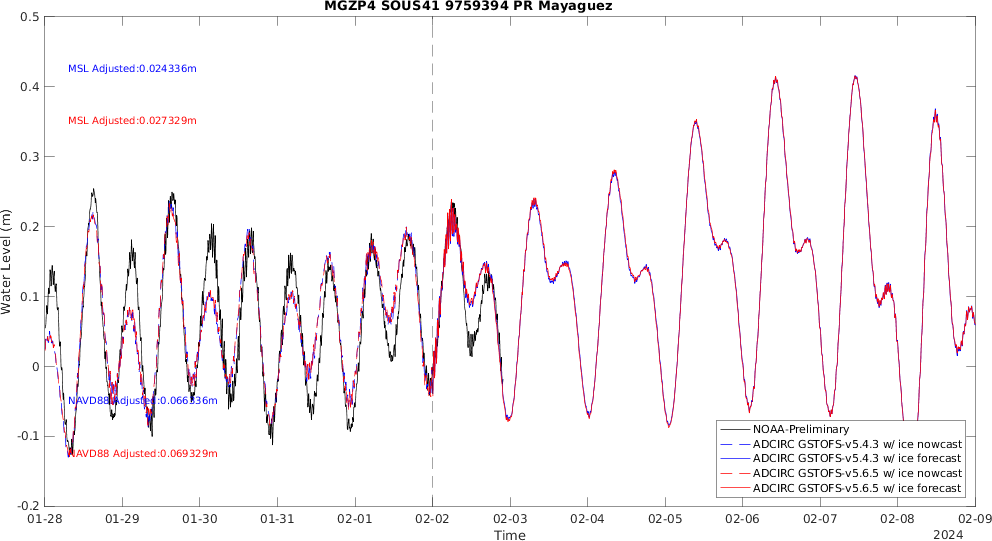 MGZP4 SOUS41 9759394 PR Mayaguez
0.5
0.4
0.3
0.2
0.1
0
-0.1
-0.2
Water Level (m)
MSL Adjusted:0.024336m
MSL Adjusted:0.027329m
NAVD88 Adjusted:0.066336m
NAVD88 Adjusted:0.069329m
NOAA-Preliminary
ADCIRC GSTOFS-v5.4.3 w/ ice nowcast
ADCIRC GSTOFS-v5.4.3 w/ ice forecast
ADCIRC GSTOFS-v5.6.5 w/ ice nowcast
ADCIRC GSTOFS-v5.6.5 w/ ice forecast
01-28 01-29 01-30 01-31 02-01 02-02 02-03 02-04 02-05 02-06 02-07 02-08 02-09
Time
2024